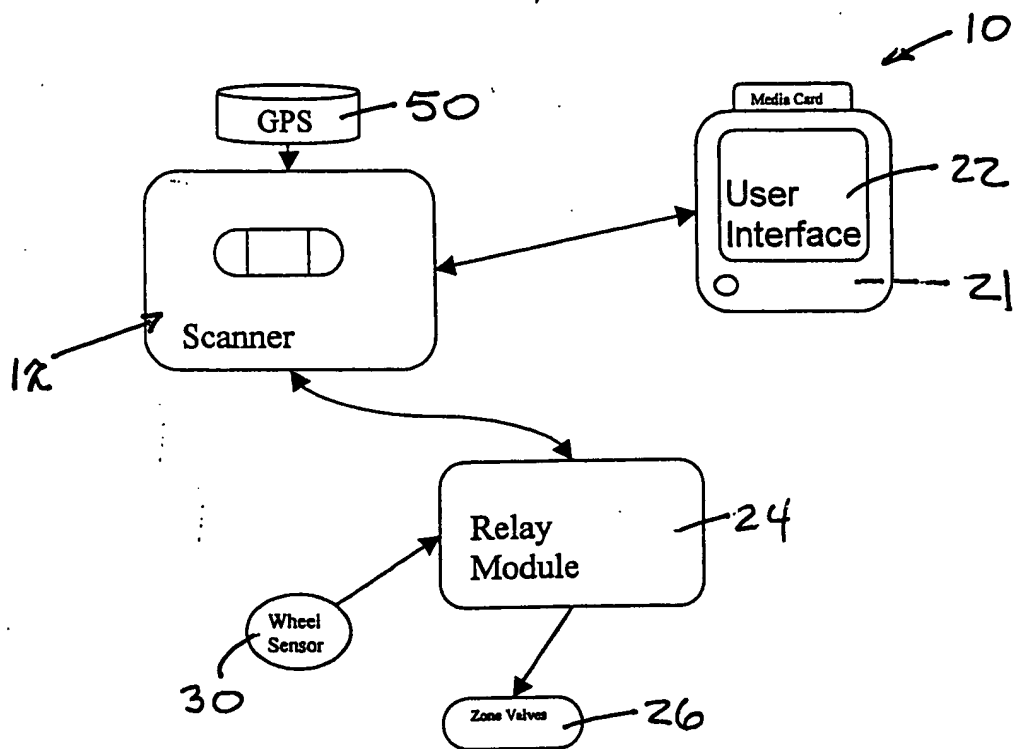 10
Media Card
GPS
50
User
Interface
22
21
Scanner
12
Relay
Module
24
Wheel
Sensor
30
Zone Valves
26